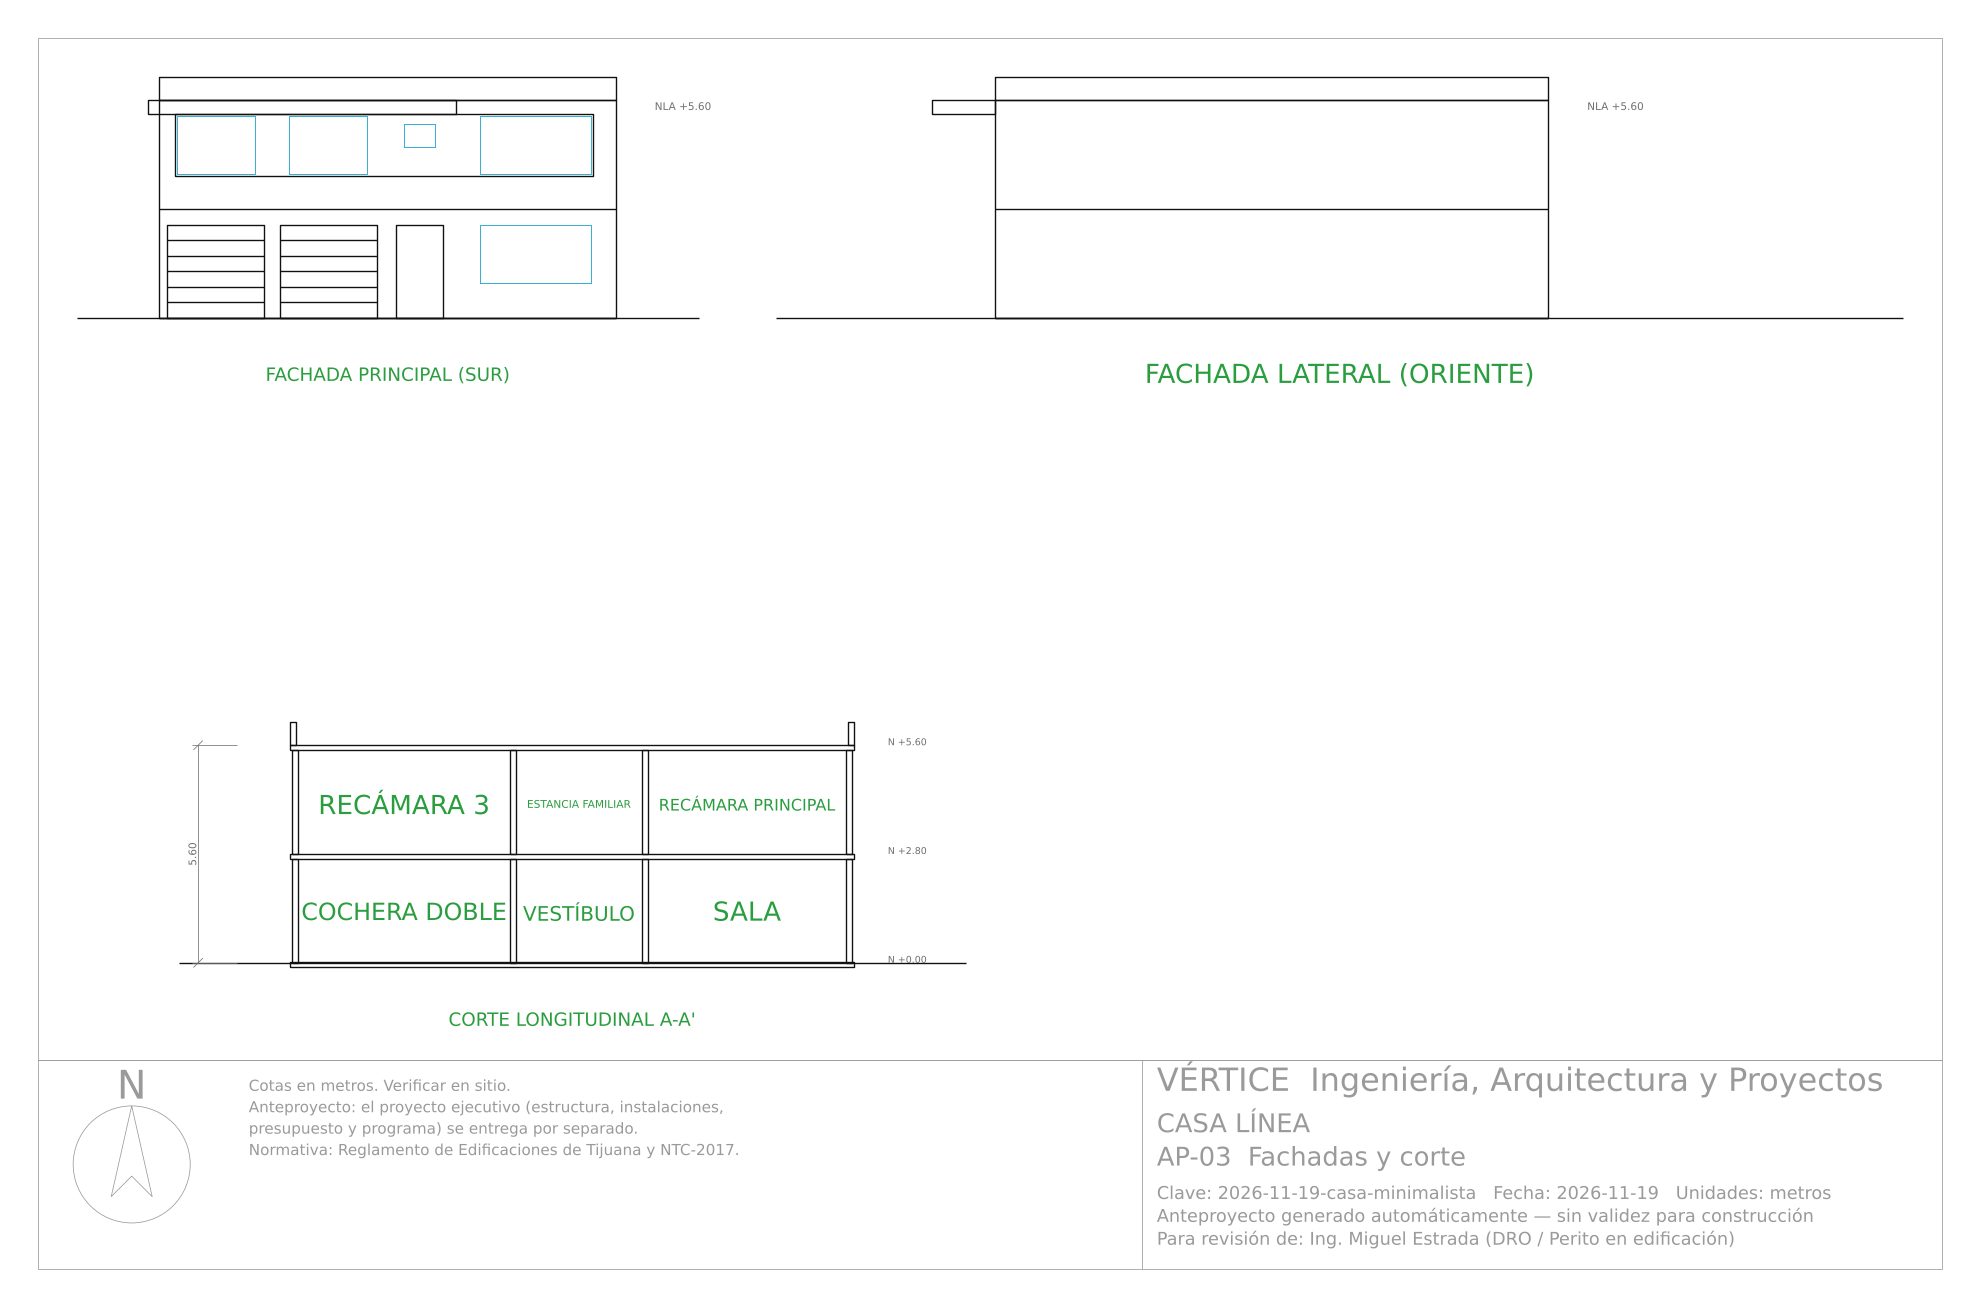 NLA +5.60
NLA +5.60
FACHADA PRINCIPAL (SUR)
FACHADA LATERAL (ORIENTE)
N +5.60
RECÁMARA 3
ESTANCIA FAMILIAR
RECÁMARA PRINCIPAL
5.60
N +2.80
COCHERA DOBLE
VESTÍBULO
SALA
N +0.00
CORTE LONGITUDINAL A-A'
N
Cotas en metros. Verificar en sitio.
Anteproyecto: el proyecto ejecutivo (estructura, instalaciones,
presupuesto y programa) se entrega por separado.
Normativa: Reglamento de Edificaciones de Tijuana y NTC-2017.
VÉRTICE  Ingeniería, Arquitectura y Proyectos
CASA LÍNEA
AP-03  Fachadas y corte
Clave: 2026-11-19-casa-minimalista   Fecha: 2026-11-19   Unidades: metros
Anteproyecto generado automáticamente — sin validez para construcción
Para revisión de: Ing. Miguel Estrada (DRO / Perito en edificación)